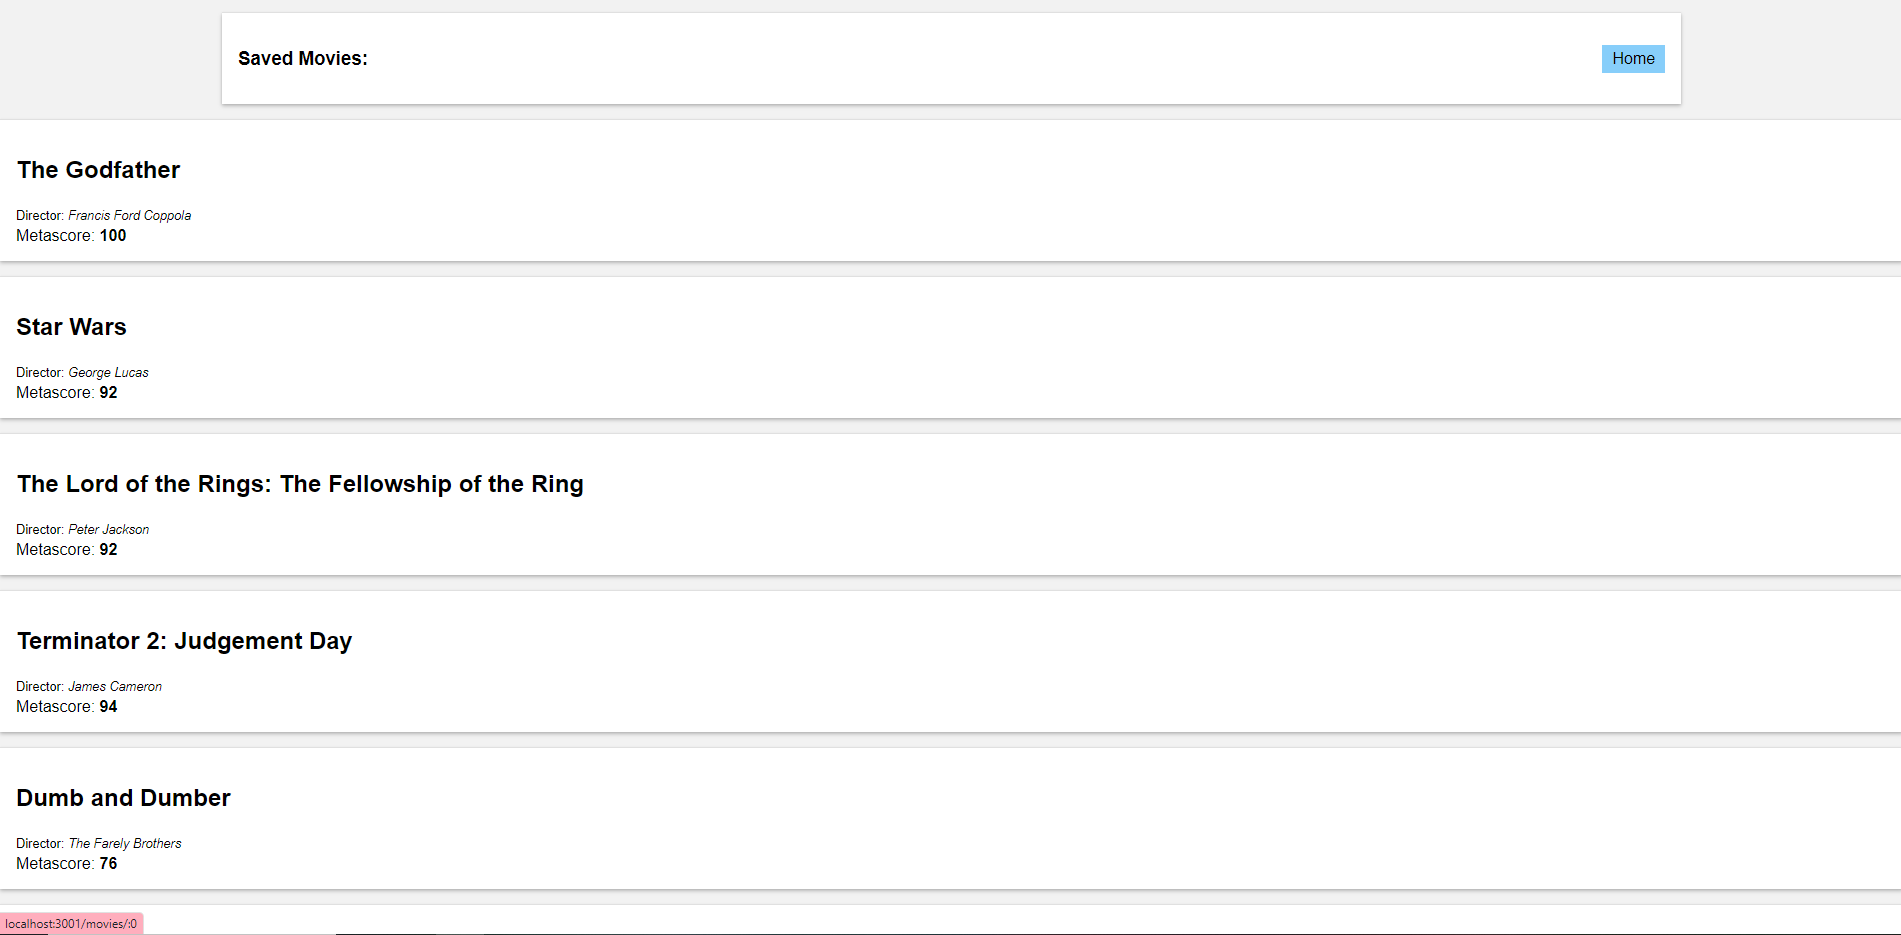 Saved Movies:
Home
The Godfather
Director: Francis Ford Coppola
Metascore: 100
Star Wars
Director: George Lucas
Metascore: 92
The Lord of the Rings: The Fellowship of the Ring
Director: Peter Jackson
Metascore: 92
Terminator 2: Judgement Day
Director: James Cameron
Metascore: 94
Dumb and Dumber
Director: The Farely Brothers
Metascore: 76
localhost:3001/movies/:0